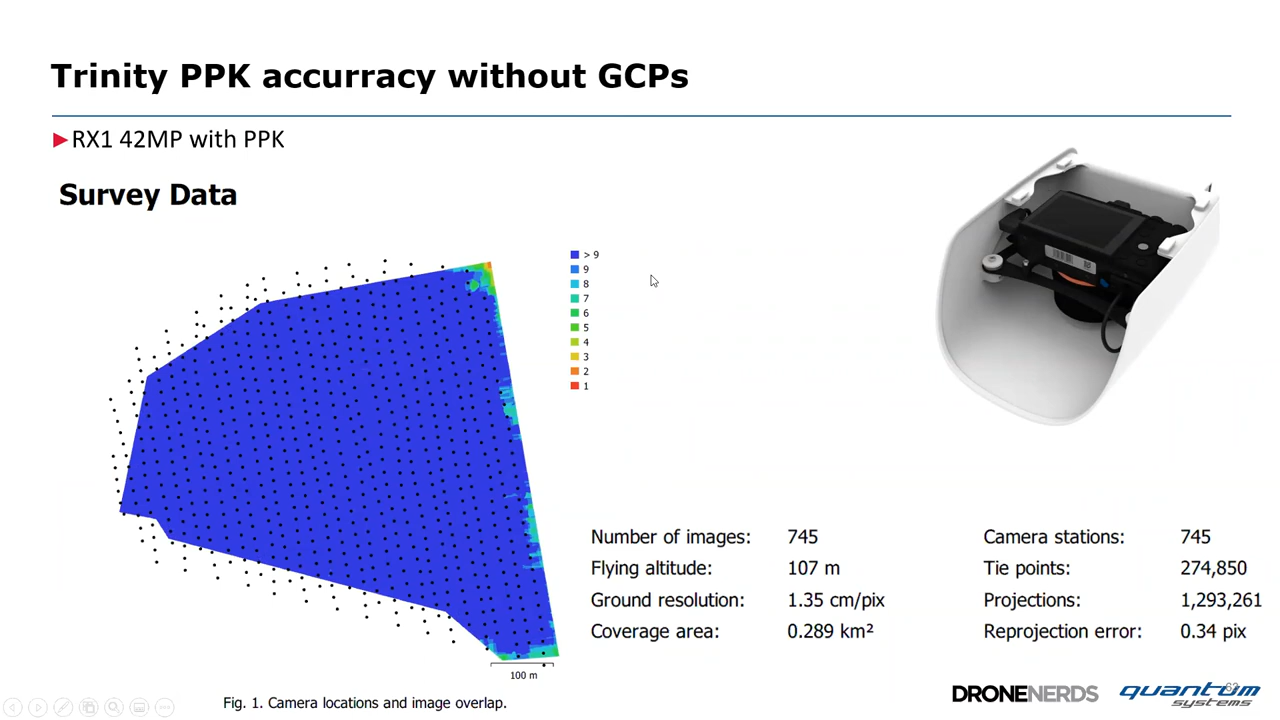 Trinity PPK accurracy without GCPs
RX1 42MP with PPK
Survey Data
> 9
9
8
7
6
5
4
3
2
1
100 m
Fig. 1. Camera locations and image overlap.
Number of images: 745
Flying altitude: 107 m
Ground resolution: 1.35 cm/pix
Coverage area: 0.289 km²
Camera stations: 745
Tie points: 274,850
Projections: 1,293,261
Reprojection error: 0.34 pix
DRONENERDS
quantum
systems